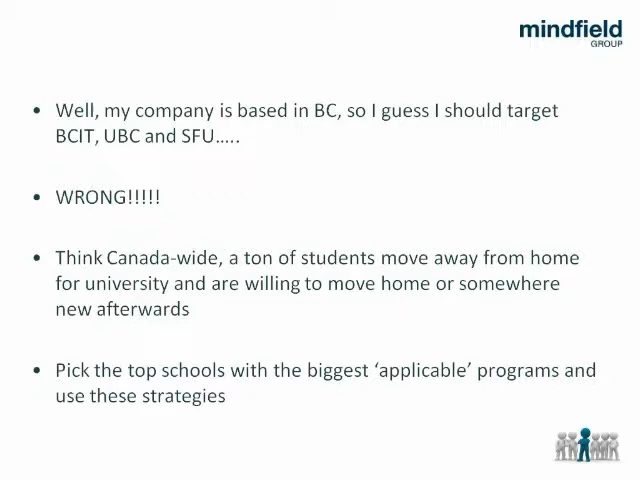 mindfield
GROUP
• Well, my company is based in BC, so I guess I should target
BCIT, UBC and SFU.....
• WRONG!!!!!
• Think Canada-wide, a ton of students move away from home
for university and are willing to move home or somewhere
new afterwards
• Pick the top schools with the biggest ‘applicable’ programs and
use these strategies